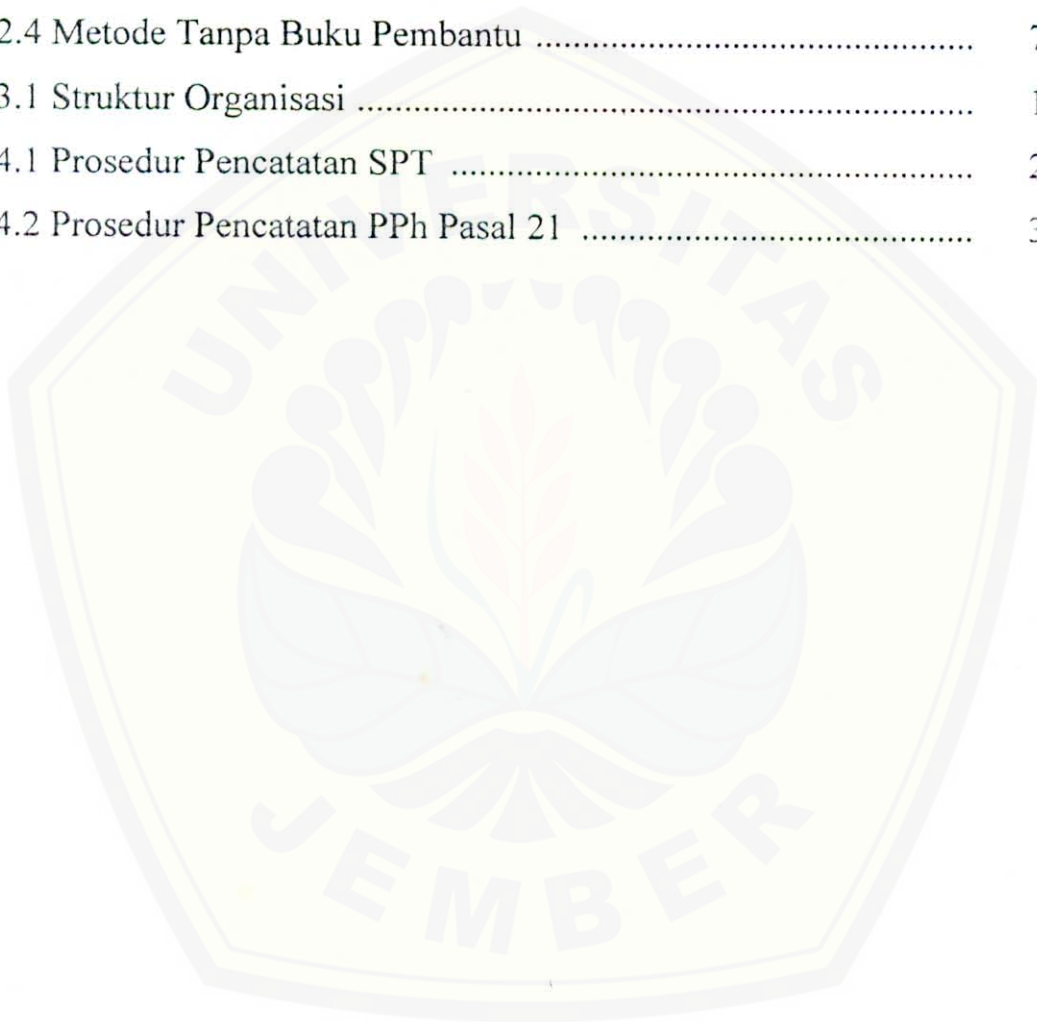 2.4 Metode Tanpa Buku Pembantu ....................................................
3.1 Struktur Organisasi ........................................................................
4.1 Prosedur Pencatatan SPT ..............................................................
4.2 Prosedur Pencatatan PPh Pasal 21 ...............................................
UNIVERSITAS
JEMBER